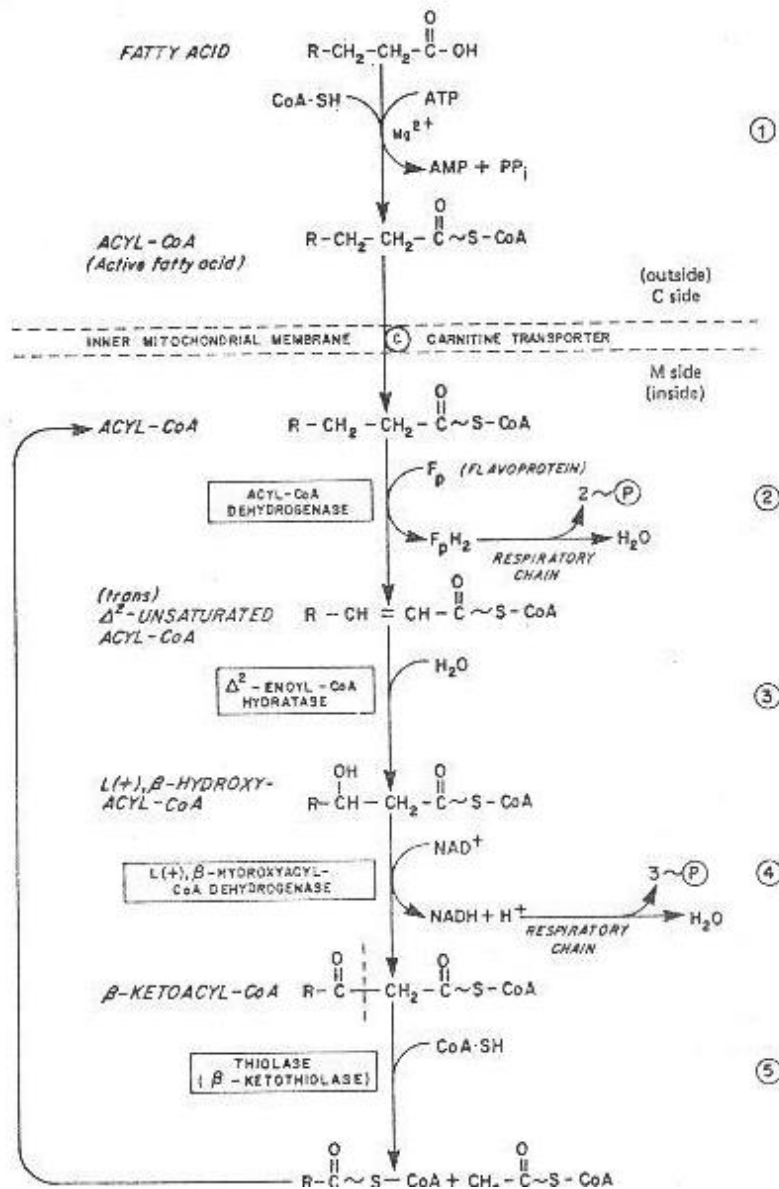 FATTY ACID
O
R-CH₂-CH₂-C-OH
CoA-SH ATP
Mg²⁺
①
AMP + PPᵢ
O
R-CH₂-CH₂-C~S-CoA
ACYL-CoA
(Active fatty acid)
(outside)
C side
INNER MITOCHONDRIAL MEMBRANE Ⓒ CARNITINE TRANSPORTER
M side
(inside)
O
ACYL-CoA R-CH₂-CH₂-C~S-CoA
Fₚ (FLAVOPROTEIN)
ACYL-CoA
DEHYDROGENASE
2~Ⓟ
②
FₚH₂ H₂O
RESPIRATORY
CHAIN
(trans)
Δ²-UNSATURATED
ACYL-CoA
O
R-CH=CH-C~S-CoA
H₂O
Δ²-ENOYL-CoA
HYDRATASE
③
OH O
L(+),β-HYDROXY-
ACYL-CoA
R-CH-CH₂-C~S-CoA
NAD⁺
L(+),β-HYDROXYACYL-
CoA DEHYDROGENASE
3~Ⓟ
④
NADH + H⁺ H₂O
RESPIRATORY
CHAIN
O O
β-KETOACYL-CoA R-C-CH₂-C~S-CoA
CoA·SH
THIOLASE
(β-KETOTHIOLASE)
⑤
O O
R-C~S-CoA + C~S-CoA